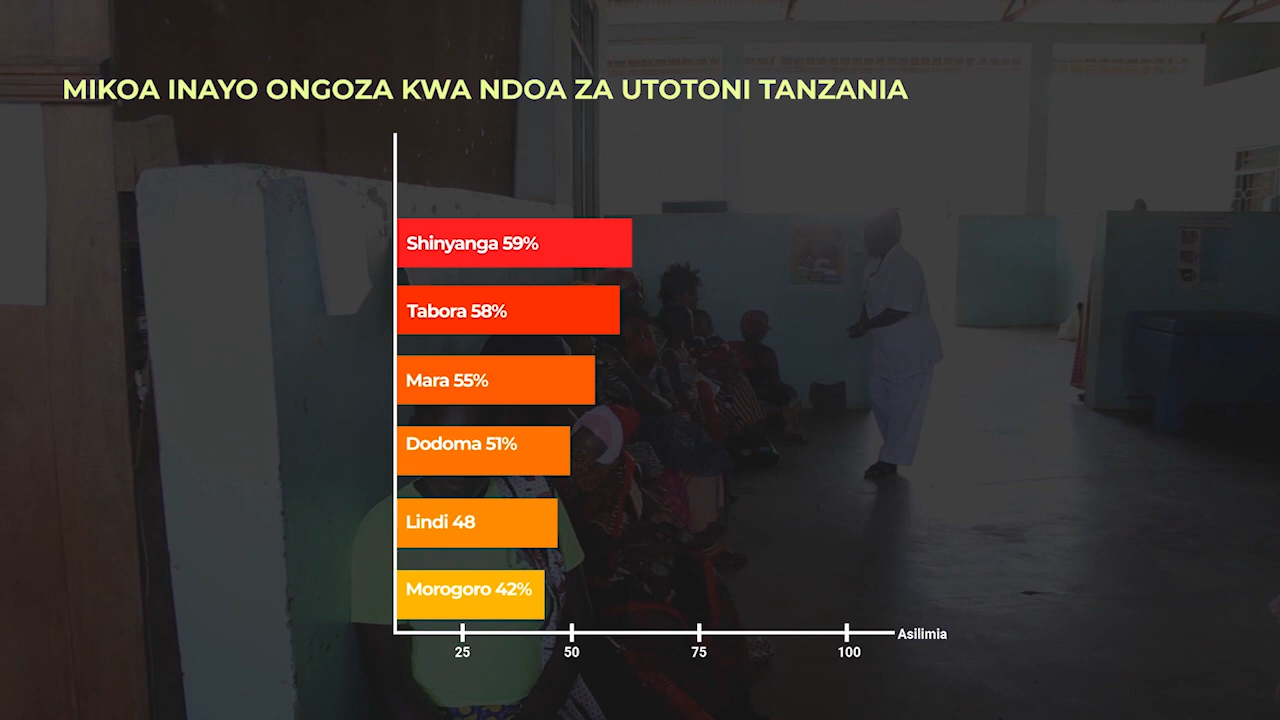 MIKOA INAYO ONGOZA KWA NDOA ZA UTOTONI TANZANIA
Shinyanga 59%
Tabora 58%
Mara 55%
Dodoma 51%
Lindi 48
Morogoro 42%
25 50 75 100 Asilimia